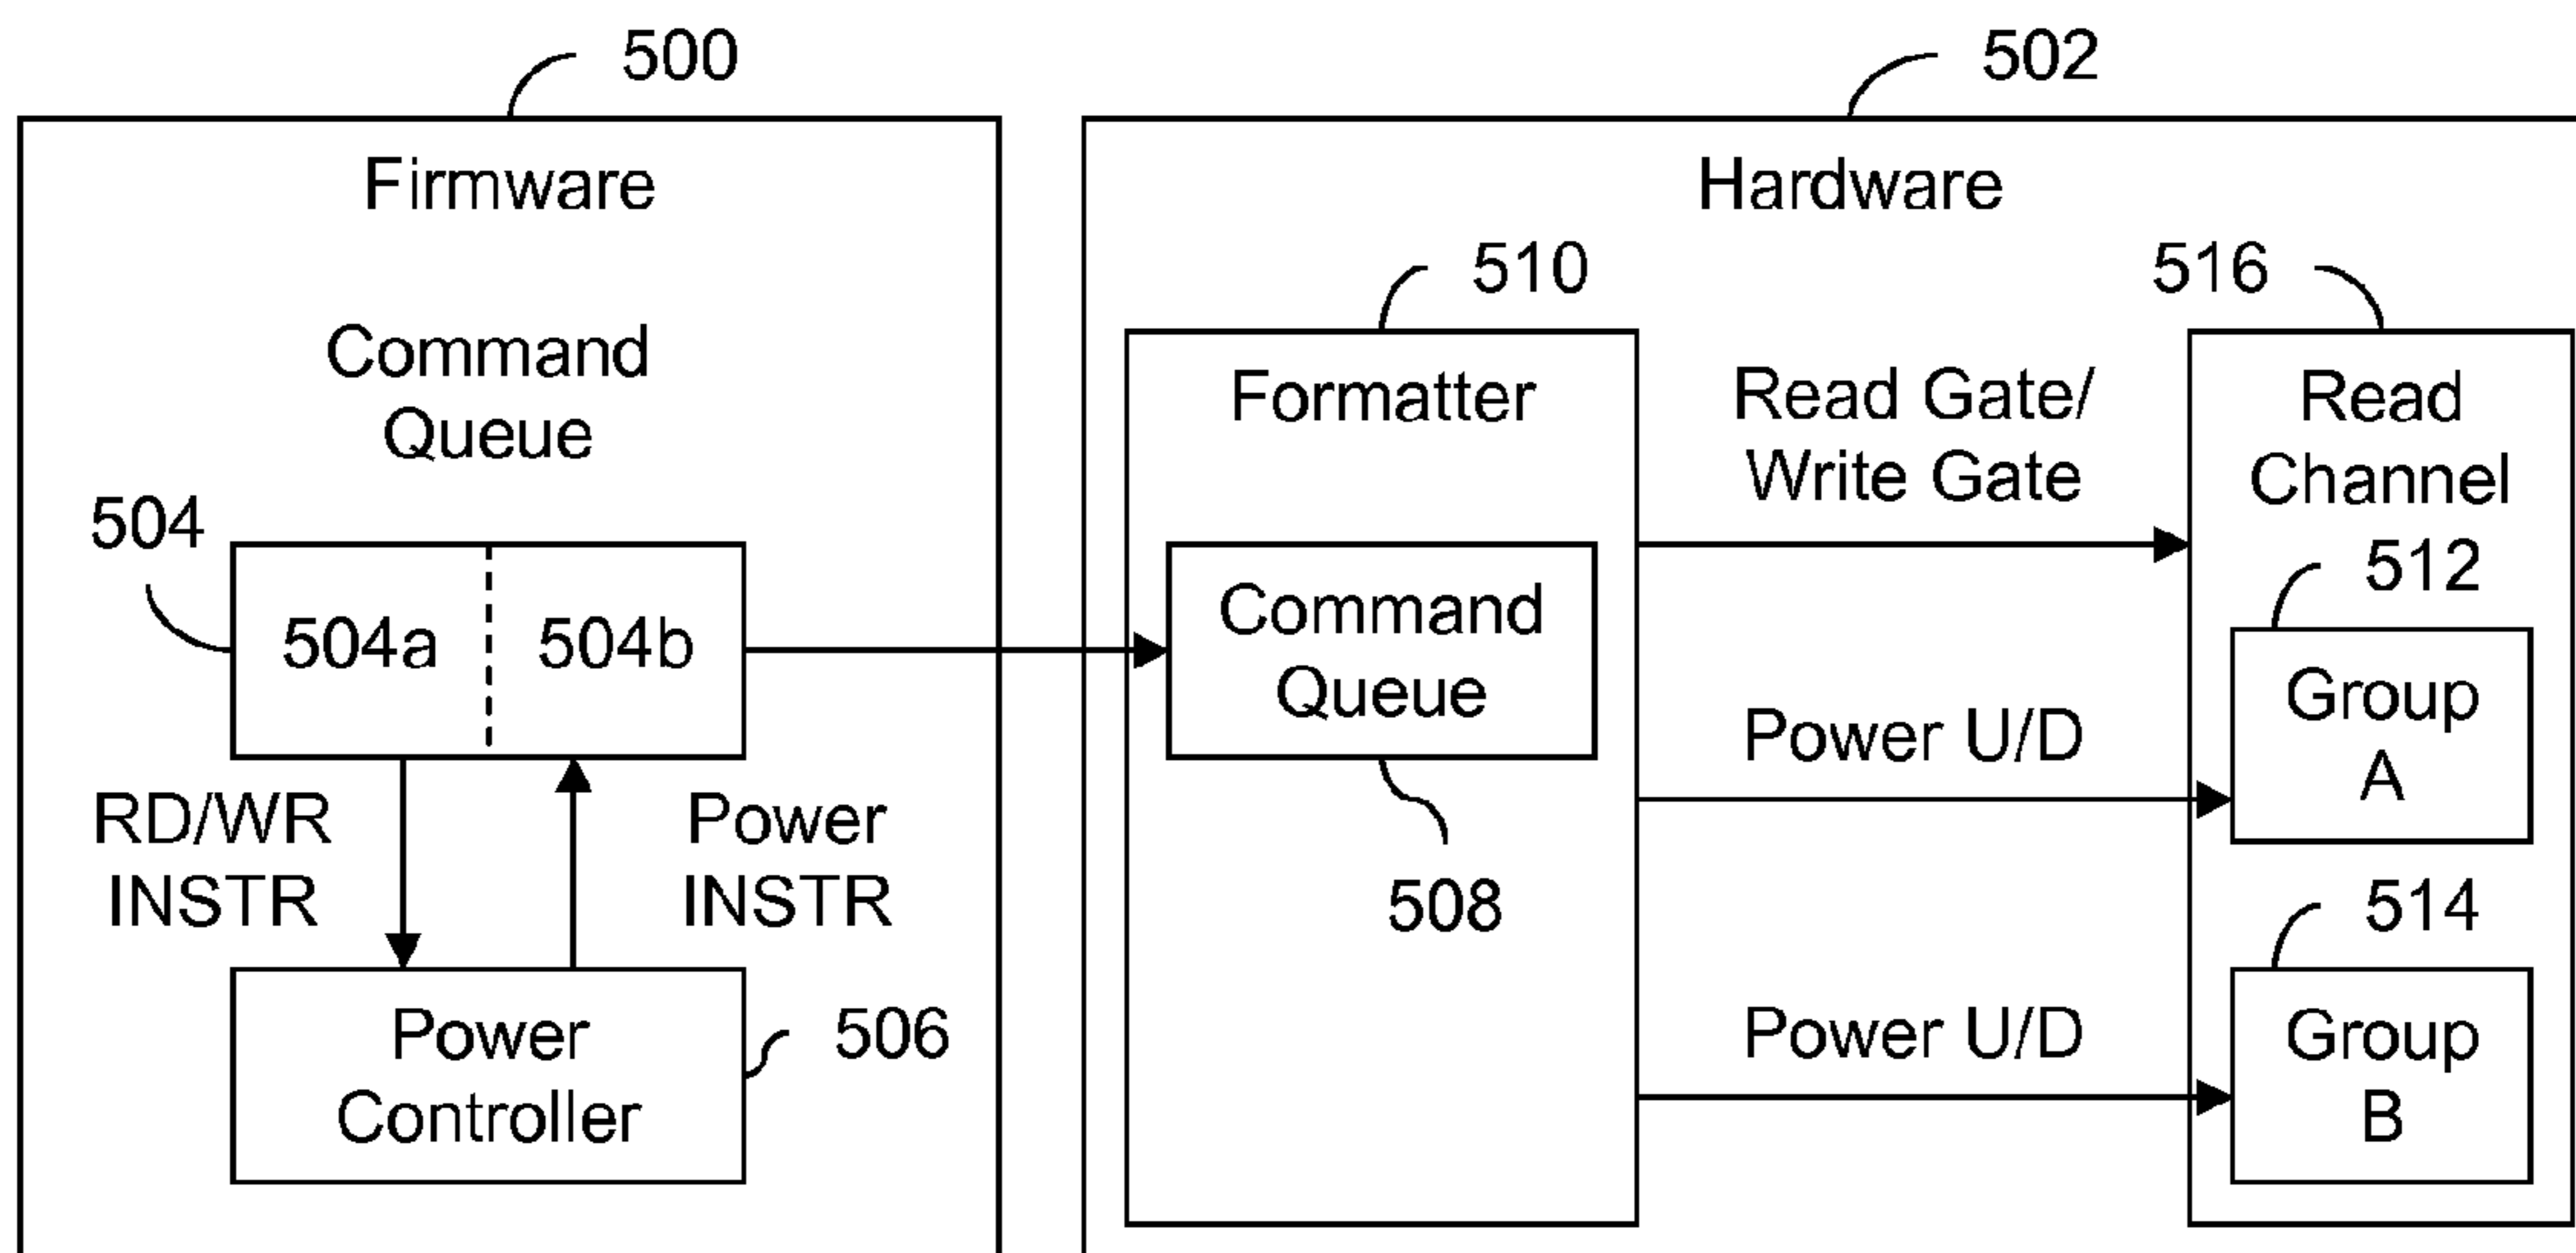 500
502
Firmware
Hardware
510
516
Command
Queue
Formatter
Read Gate/
Write Gate
Read
Channel
504
504a
504b
Command
Queue
512
Group
A
Power U/D
RD/WR
INSTR
Power
INSTR
508
514
Power
Controller
506
Power U/D
Group
B